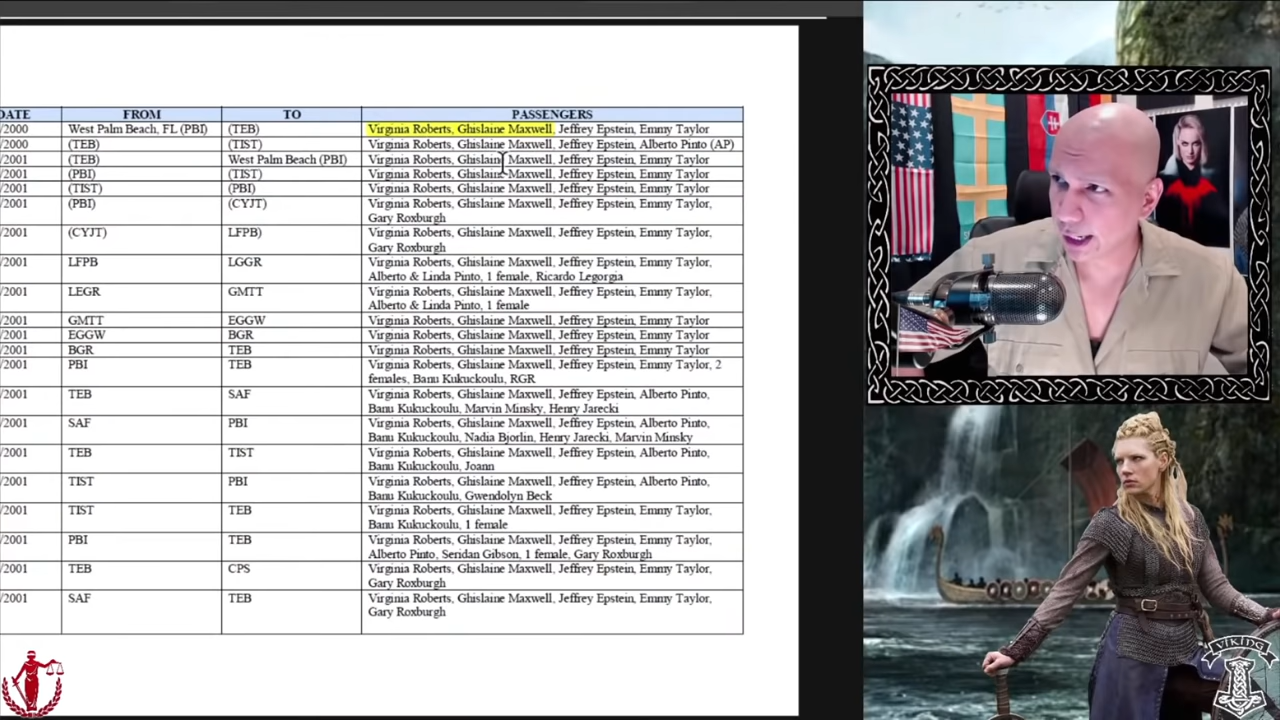 DATE FROM TO PASSENGERS
/2000 West Palm Beach, FL (PBI) (TEB) Virginia Roberts, Ghislaine Maxwell, Jeffrey Epstein, Emmy Taylor
/2000 (TEB) (TIST) Virginia Roberts, Ghislaine Maxwell, Jeffrey Epstein, Alberto Pinto (AP)
/2001 (TEB) West Palm Beach (PBI) Virginia Roberts, Ghislaine Maxwell, Jeffrey Epstein, Emmy Taylor
/2001 (PBI) (TIST) Virginia Roberts, Ghislaine Maxwell, Jeffrey Epstein, Emmy Taylor,
/2001 (TIST) (PBI) Virginia Roberts, Ghislaine Maxwell, Jeffrey Epstein, Emmy Taylor,
/2001 (PBI) (CYJT) Virginia Roberts, Ghislaine Maxwell, Jeffrey Epstein, Emmy Taylor,
Gary Roxburgh
/2001 (CYJT) LFPB) Virginia Roberts, Ghislaine Maxwell, Jeffrey Epstein, Emmy Taylor,
Gary Roxburgh
/2001 LFPB LGGR Virginia Roberts, Ghislaine Maxwell, Jeffrey Epstein, Emmy Taylor,
Alberto & Linda Pinto, 1 female, Ricardo Legorgia
/2001 LEGR GMTT Virginia Roberts, Ghislaine Maxwell, Jeffrey Epstein, Emmy Taylor,
Alberto & Linda Pinto, 1 female
/2001 GMTT EGGW Virginia Roberts, Ghislaine Maxwell, Jeffrey Epstein, Emmy Taylor
/2001 EGGW BGR Virginia Roberts, Ghislaine Maxwell, Jeffrey Epstein, Emmy Taylor
/2001 BGR TEB Virginia Roberts, Ghislaine Maxwell, Jeffrey Epstein, Emmy Taylor
/2001 PBI TEB Virginia Roberts, Ghislaine Maxwell, Jeffrey Epstein, Emmy Taylor, 2
females, Banu Kukuckoulu, RGR
/2001 TEB SAF Virginia Roberts, Ghislaine Maxwell, Jeffrey Epstein, Alberto Pinto,
Banu Kukuckoulu, Marvin Minsky, Henry Jarecki
/2001 SAF PBI Virginia Roberts, Ghislaine Maxwell, Jeffrey Epstein, Alberto Pinto,
Banu Kukuckoulu, Nadia Bjorlin, Henry Jarecki, Marvin Minsky
/2001 TEB TIST Virginia Roberts, Ghislaine Maxwell, Jeffrey Epstein, Alberto Pinto,
Banu Kukuckoulu, Joann
/2001 TIST PBI Virginia Roberts, Ghislaine Maxwell, Jeffrey Epstein, Alberto Pinto,
Banu Kukuckoulu, Gwendolyn Beck
/2001 TIST TEB Virginia Roberts, Ghislaine Maxwell, Jeffrey Epstein, Emmy Taylor,
Banu Kukuckoulu, 1 female
/2001 PBI TEB Virginia Roberts, Ghislaine Maxwell, Jeffrey Epstein, Emmy Taylor,
Alberto Pinto, Seridan Gibson, 1 female, Gary Roxburgh
/2001 TEB CPS Virginia Roberts, Ghislaine Maxwell, Jeffrey Epstein, Emmy Taylor,
Gary Roxburgh
/2001 SAF TEB Virginia Roberts, Ghislaine Maxwell, Jeffrey Epstein, Emmy Taylor,
Gary Roxburgh
VIKING